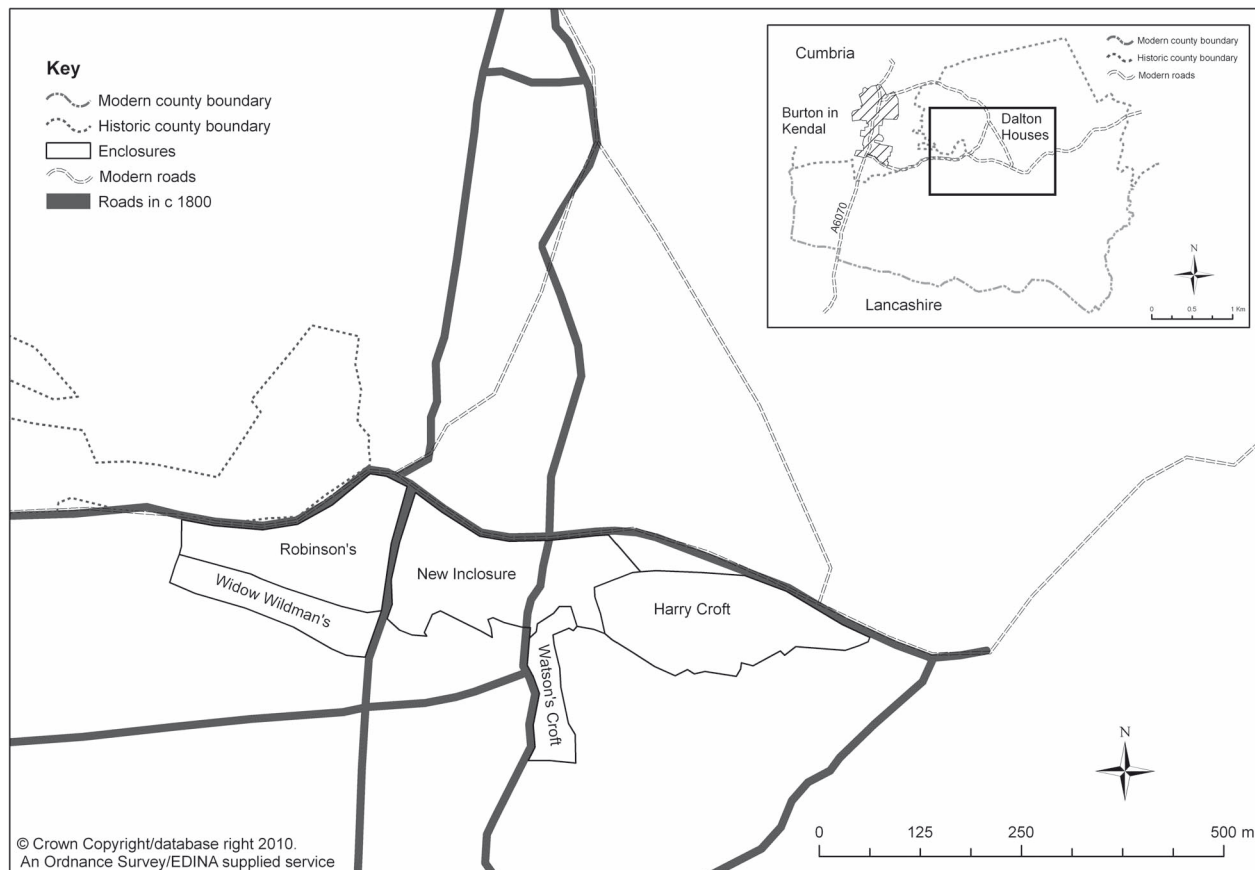 Key
Modern county boundary
Historic county boundary
Enclosures
Modern roads
Roads in c 1800
Cumbria
Burton in
Kendal
Dalton
Houses
A6070
Lancashire
Modern county boundary
Historic county boundary
Modern roads
N
0 0.5 1 Km
Robinson's
Widow Wildman's
New Inclosure
Harry Croft
Watson's Croft
N
0 125 250 500 m
© Crown Copyright/database right 2010.
An Ordnance Survey/EDINA supplied service